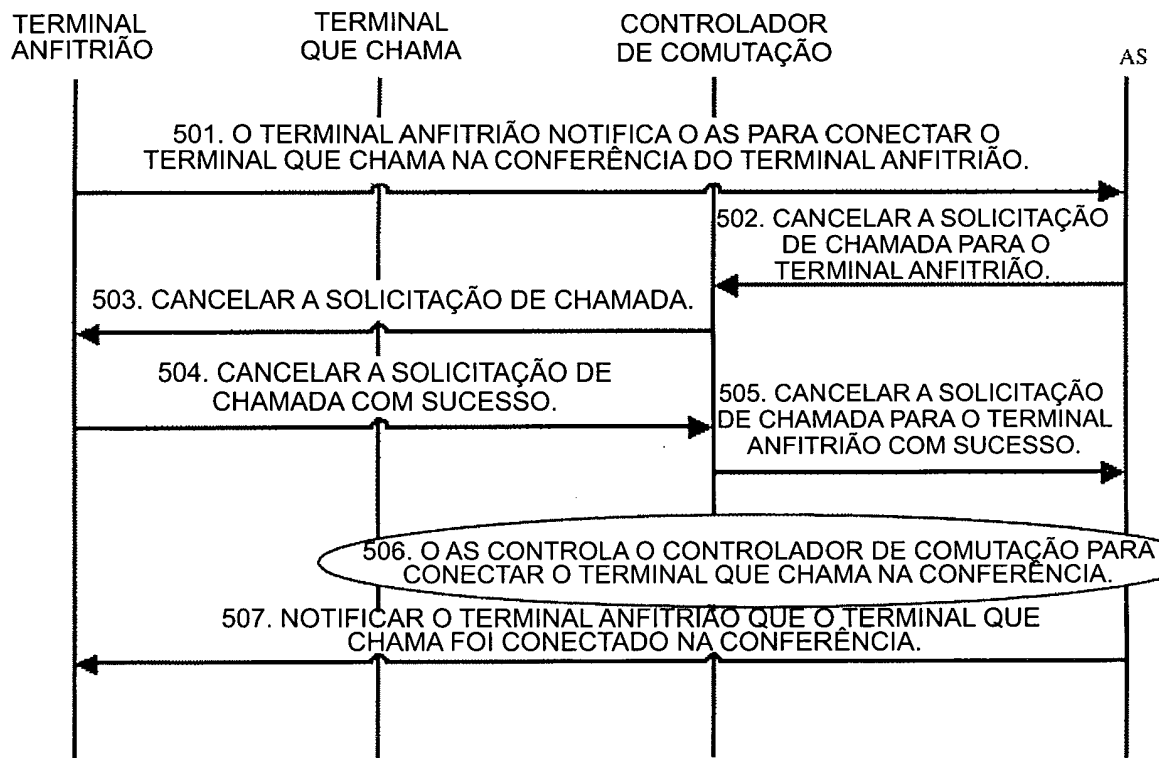 TERMINAL
ANFITRIÃO
TERMINAL
QUE CHAMA
CONTROLADOR
DE COMUTAÇÃO
AS
501. O TERMINAL ANFITRIÃO NOTIFICA O AS PARA CONECTAR O
TERMINAL QUE CHAMA NA CONFERÊNCIA DO TERMINAL ANFITRIÃO.
502. CANCELAR A SOLICITAÇÃO
DE CHAMADA PARA O
TERMINAL ANFITRIÃO.
503. CANCELAR A SOLICITAÇÃO DE CHAMADA.
504. CANCELAR A SOLICITAÇÃO DE
CHAMADA COM SUCESSO.
505. CANCELAR A SOLICITAÇÃO
DE CHAMADA PARA O TERMINAL
ANFITRIÃO COM SUCESSO.
506. O AS CONTROLA O CONTROLADOR DE COMUTAÇÃO PARA
CONECTAR O TERMINAL QUE CHAMA NA CONFERÊNCIA.
507. NOTIFICAR O TERMINAL ANFITRIÃO QUE O TERMINAL QUE
CHAMA FOI CONECTADO NA CONFERÊNCIA.